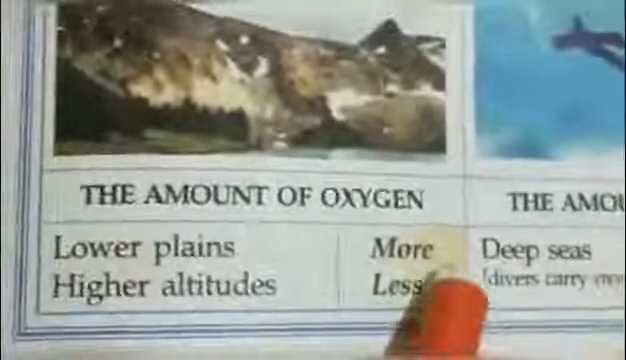 THE AMOUNT OF OXYGEN
Lower plains More
Higher altitudes Less
THE AMOU
Deep seas
[divers carry